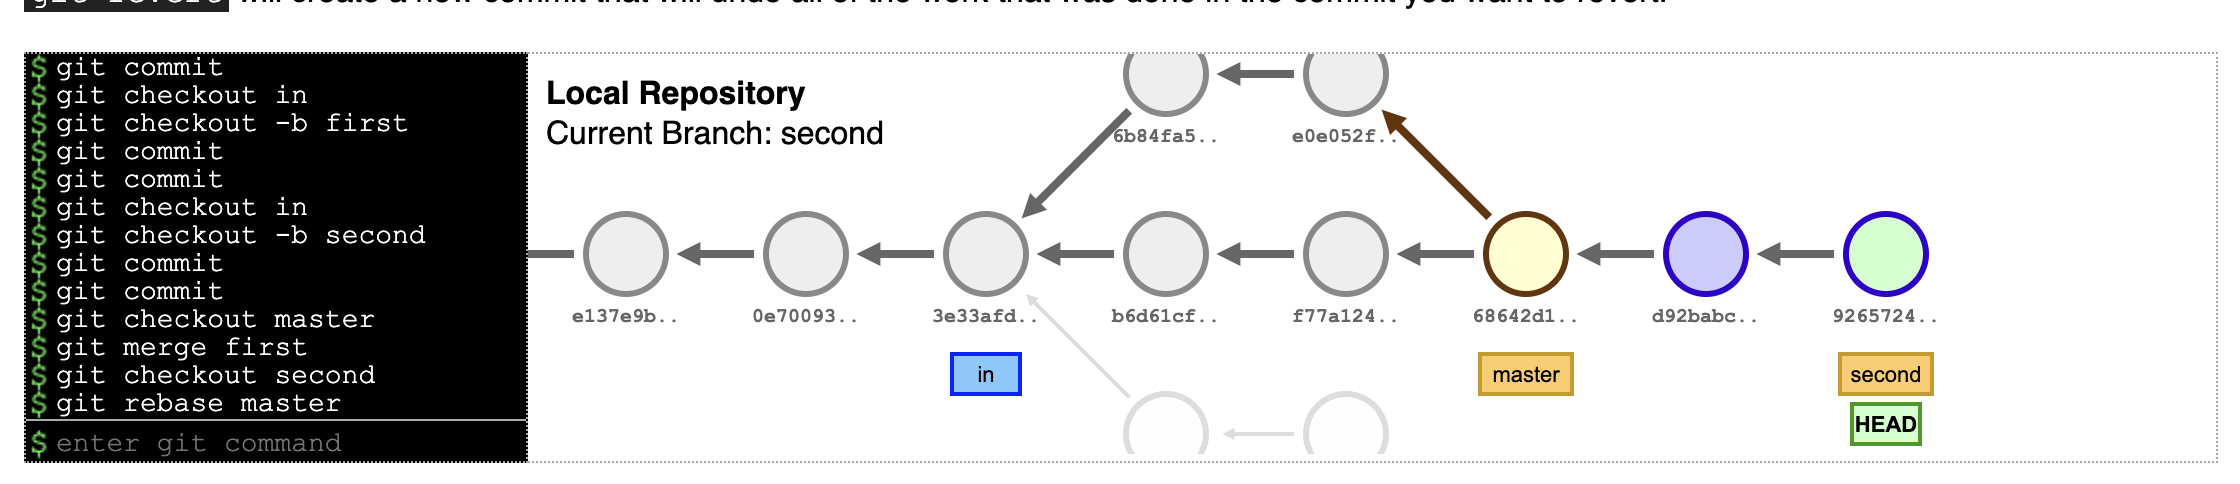 git revert will create a new commit that will undo all of the work that was done in the commit you want to revert.
$ git commit
$ git checkout in
$ git checkout -b first
$ git commit
$ git commit
$ git checkout in
$ git checkout -b second
$ git commit
$ git commit
$ git checkout master
$ git merge first
$ git checkout second
$ git rebase master
$ enter git command
Local Repository
Current Branch: second
6b84fa5.. e0e052f..
e137e9b.. 0e70093.. 3e33afd.. b6d61cf.. f77a124.. 68642d1.. d92babc.. 9265724..
in master second
HEAD